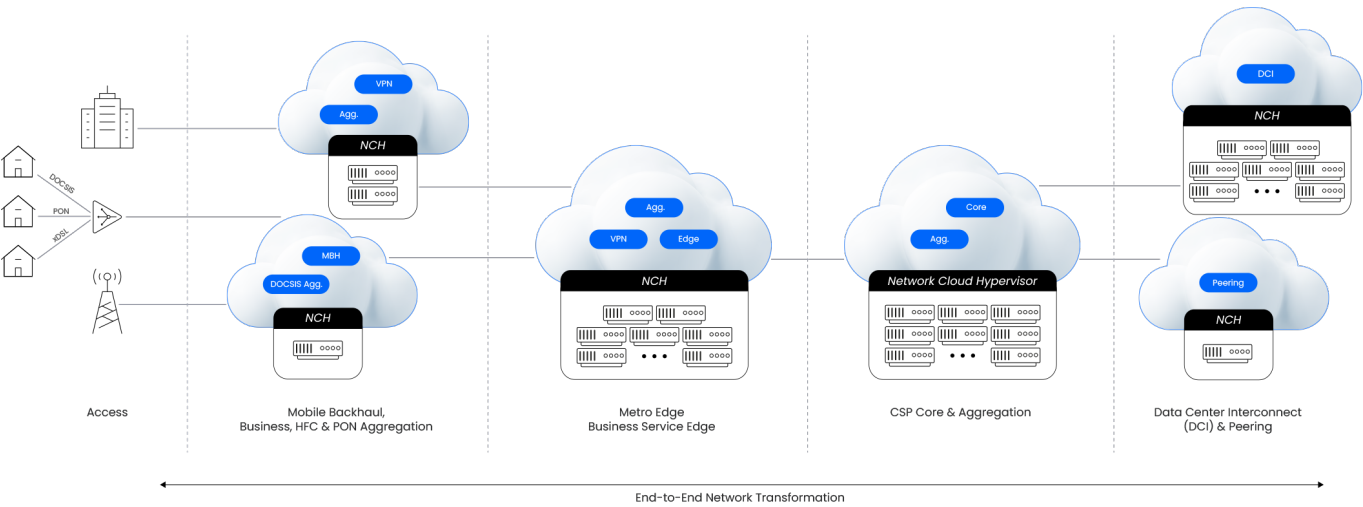 DOCSIS
PON
xDSL
VPN
Agg.
NCH
MBH
DOCSIS Agg.
NCH
Agg.
VPN
Edge
NCH
Core
Agg.
Network Cloud Hypervisor
DCI
NCH
Peering
NCH
Access
Mobile Backhaul,
Business, HFC & PON Aggregation
Metro Edge
Business Service Edge
CSP Core & Aggregation
Data Center Interconnect
(DCI) & Peering
End-to-End Network Transformation